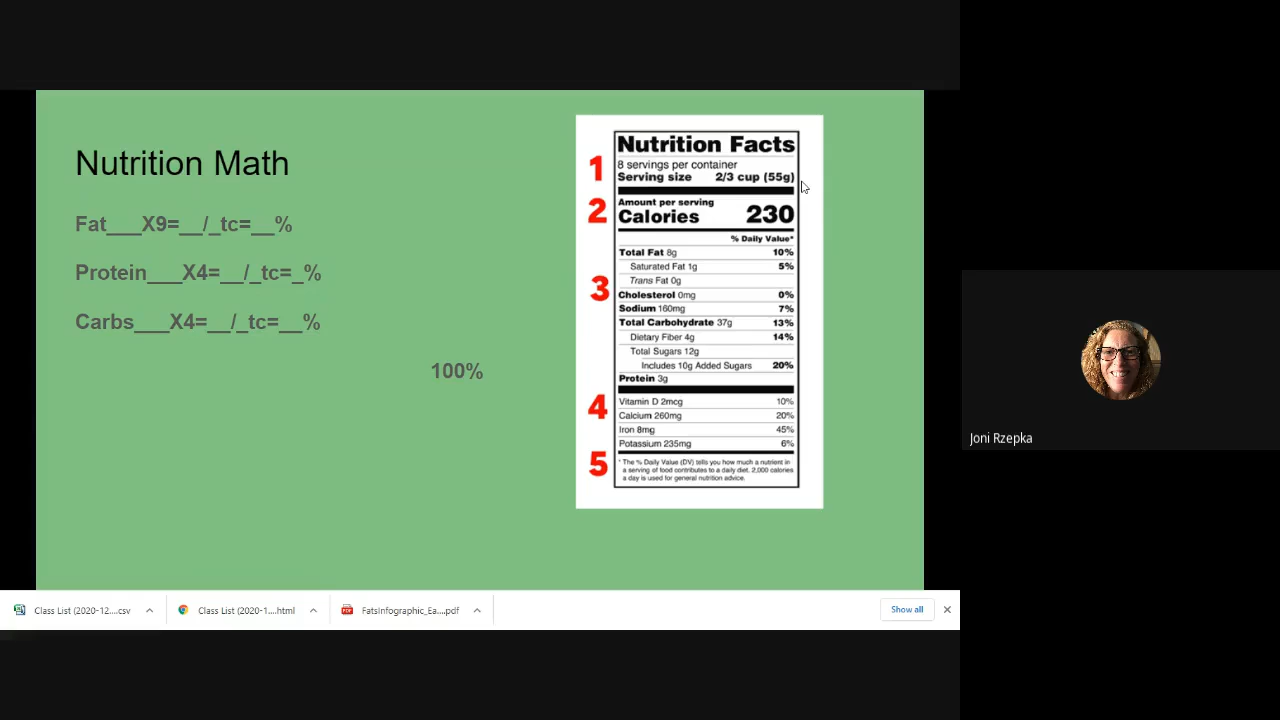 Nutrition Math
Fat___X9=__/_tc=__%
Protein___X4=__/_tc=_%
Carbs___X4=__/_tc=__%
100%
1
2
3
4
5
Nutrition Facts
8 servings per container
Serving size 2/3 cup (55g)
Amount per serving
Calories 230
% Daily Value*
Total Fat 8g 10%
Saturated Fat 1g 5%
Trans Fat 0g
Cholesterol 0mg 0%
Sodium 160mg 7%
Total Carbohydrate 37g 13%
Dietary Fiber 4g 14%
Total Sugars 12g
Includes 10g Added Sugars 20%
Protein 3g
Vitamin D 2mcg 10%
Calcium 260mg 20%
Iron 8mg 45%
Potassium 235mg 6%
* The % Daily Value (DV) tells you how much a nutrient in
a serving of food contributes to a daily diet. 2,000 calories
a day is used for general nutrition advice.
Joni Rzepka
Class List (2020-12....csv
Class List (2020-1....html
PDF
FatsInfographic_Ea....pdf
Show all